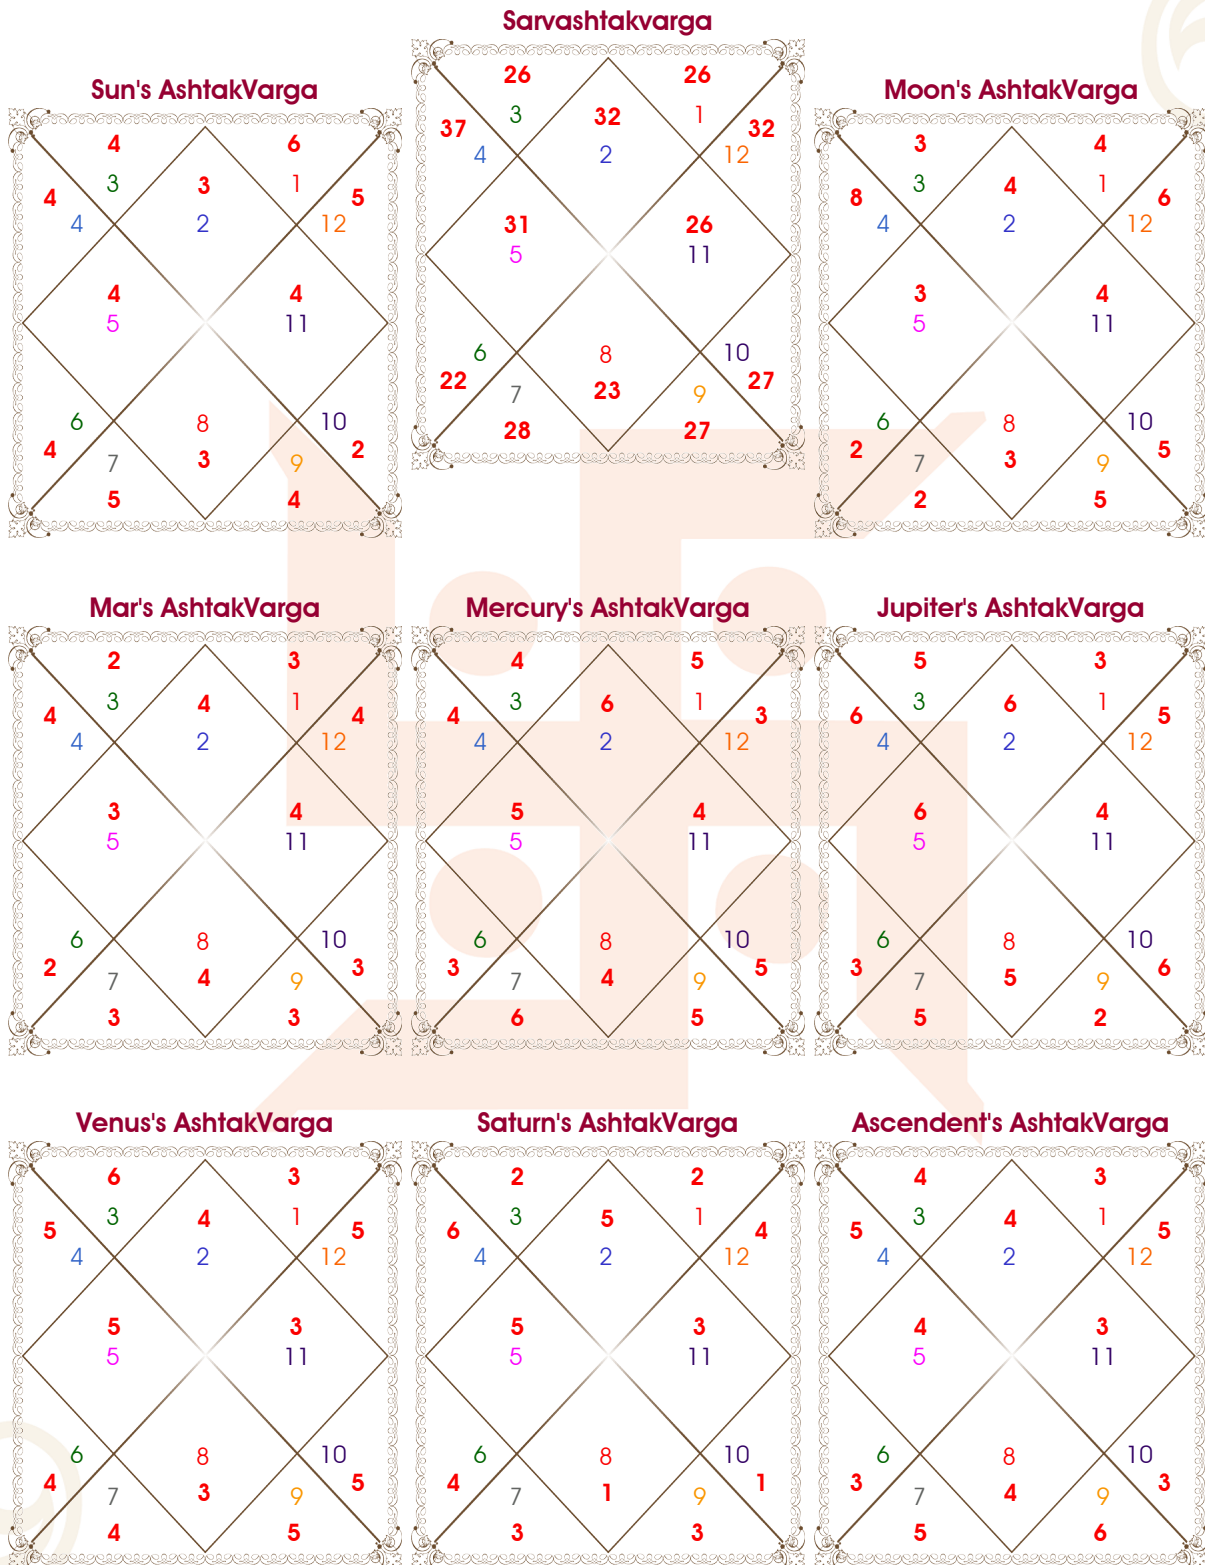 Sarvashtakvarga
26 26
3 32 1
37 32
4 2 12
31 26
5 11
6 8 10
22 23 27
7 9
28 27
Sun's AshtakVarga
4 6
3 3 1
4 5
4 2 12
4 4
5 11
6 8 10
4 3 2
7 9
5 4
Moon's AshtakVarga
3 4
3 4 1
8 6
4 2 12
3 4
5 11
6 8 10
2 3 5
7 9
2 5
Mar's AshtakVarga
2 3
3 4 1
4 4
4 2 12
3 4
5 11
6 8 10
2 4 3
7 9
3 3
Mercury's AshtakVarga
4 5
3 6 1
4 3
4 2 12
5 4
5 11
6 8 10
3 4 5
7 9
6 5
Jupiter's AshtakVarga
5 3
3 6 1
6 5
4 2 12
6 4
5 11
6 8 10
3 5 6
7 9
5 2
Venus's AshtakVarga
6 3
3 4 1
5 5
4 2 12
5 3
5 11
6 8 10
4 3 5
7 9
4 5
Saturn's AshtakVarga
2 2
3 5 1
6 4
4 2 12
5 3
5 11
6 8 10
4 1 1
7 9
3 3
Ascendent's AshtakVarga
4 3
3 4 1
5 5
4 2 12
4 3
5 11
6 8 10
3 4 3
7 9
5 6